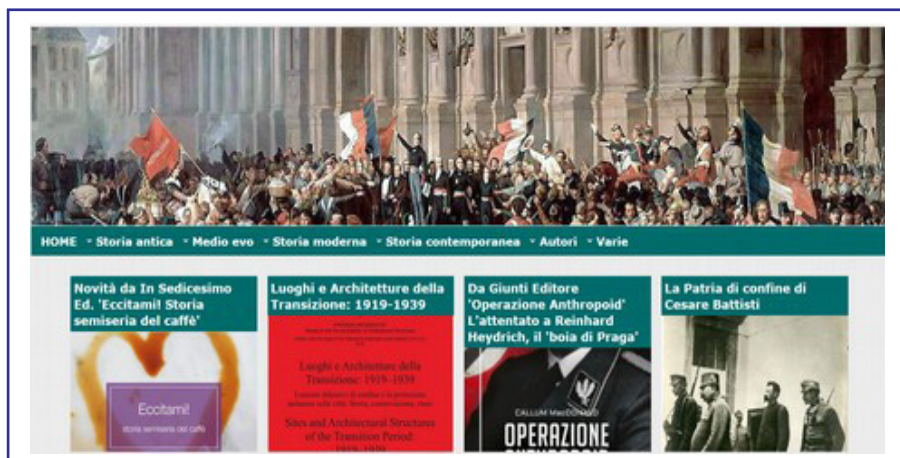 HOME Storia antica Medio evo Storia moderna Storia contemporanea Autori Varie
Novità da In Sedicesimo
Ed. 'Eccitami! Storia
semiseria del caffè'
Eccitami!
storia semiseria del caffè
Luoghi e Architetture della
Transizione: 1919-1939
Luoghi e Architetture della
Transizione: 1919-1939
Sites and Architectural Structures
of the Transition Period:
1919-1939
Da Giunti Editore
'Operazione Anthropoid'
L'attentato a Reinhard
Heydrich, il 'boia di Praga'
OPERAZIONE
ANTHROPOID
La Patria di confine di
Cesare Battisti